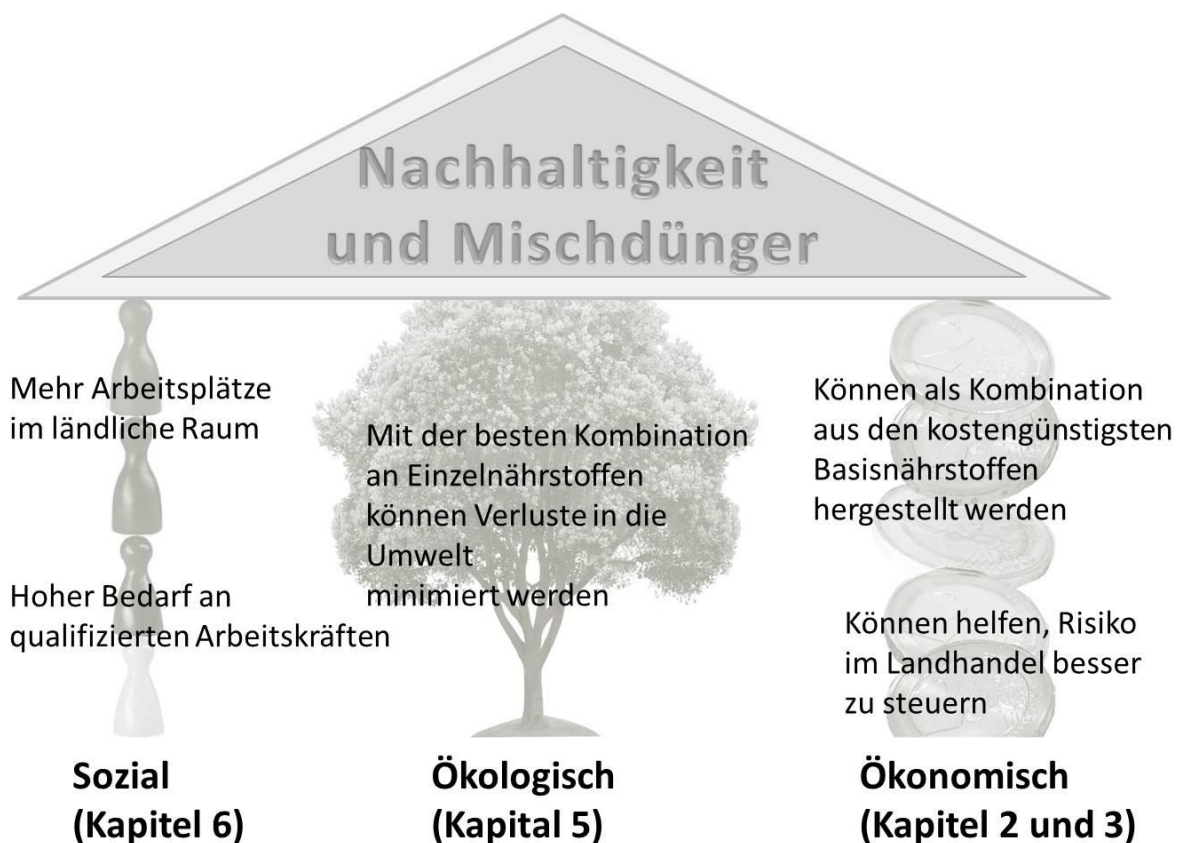 Nachhaltigkeit
und Mischdünger
Mehr Arbeitsplätze
im ländliche Raum
Hoher Bedarf an
qualifizierten Arbeitskräften
Sozial
(Kapitel 6)
Mit der besten Kombination
an Einzelnährstoffen
können Verluste in die
Umwelt
minimiert werden
Ökologisch
(Kapital 5)
Können als Kombination
aus den kostengünstigsten
Basisnährstoffen
hergestellt werden
Können helfen, Risiko
im Landhandel besser
zu steuern
Ökonomisch
(Kapitel 2 und 3)